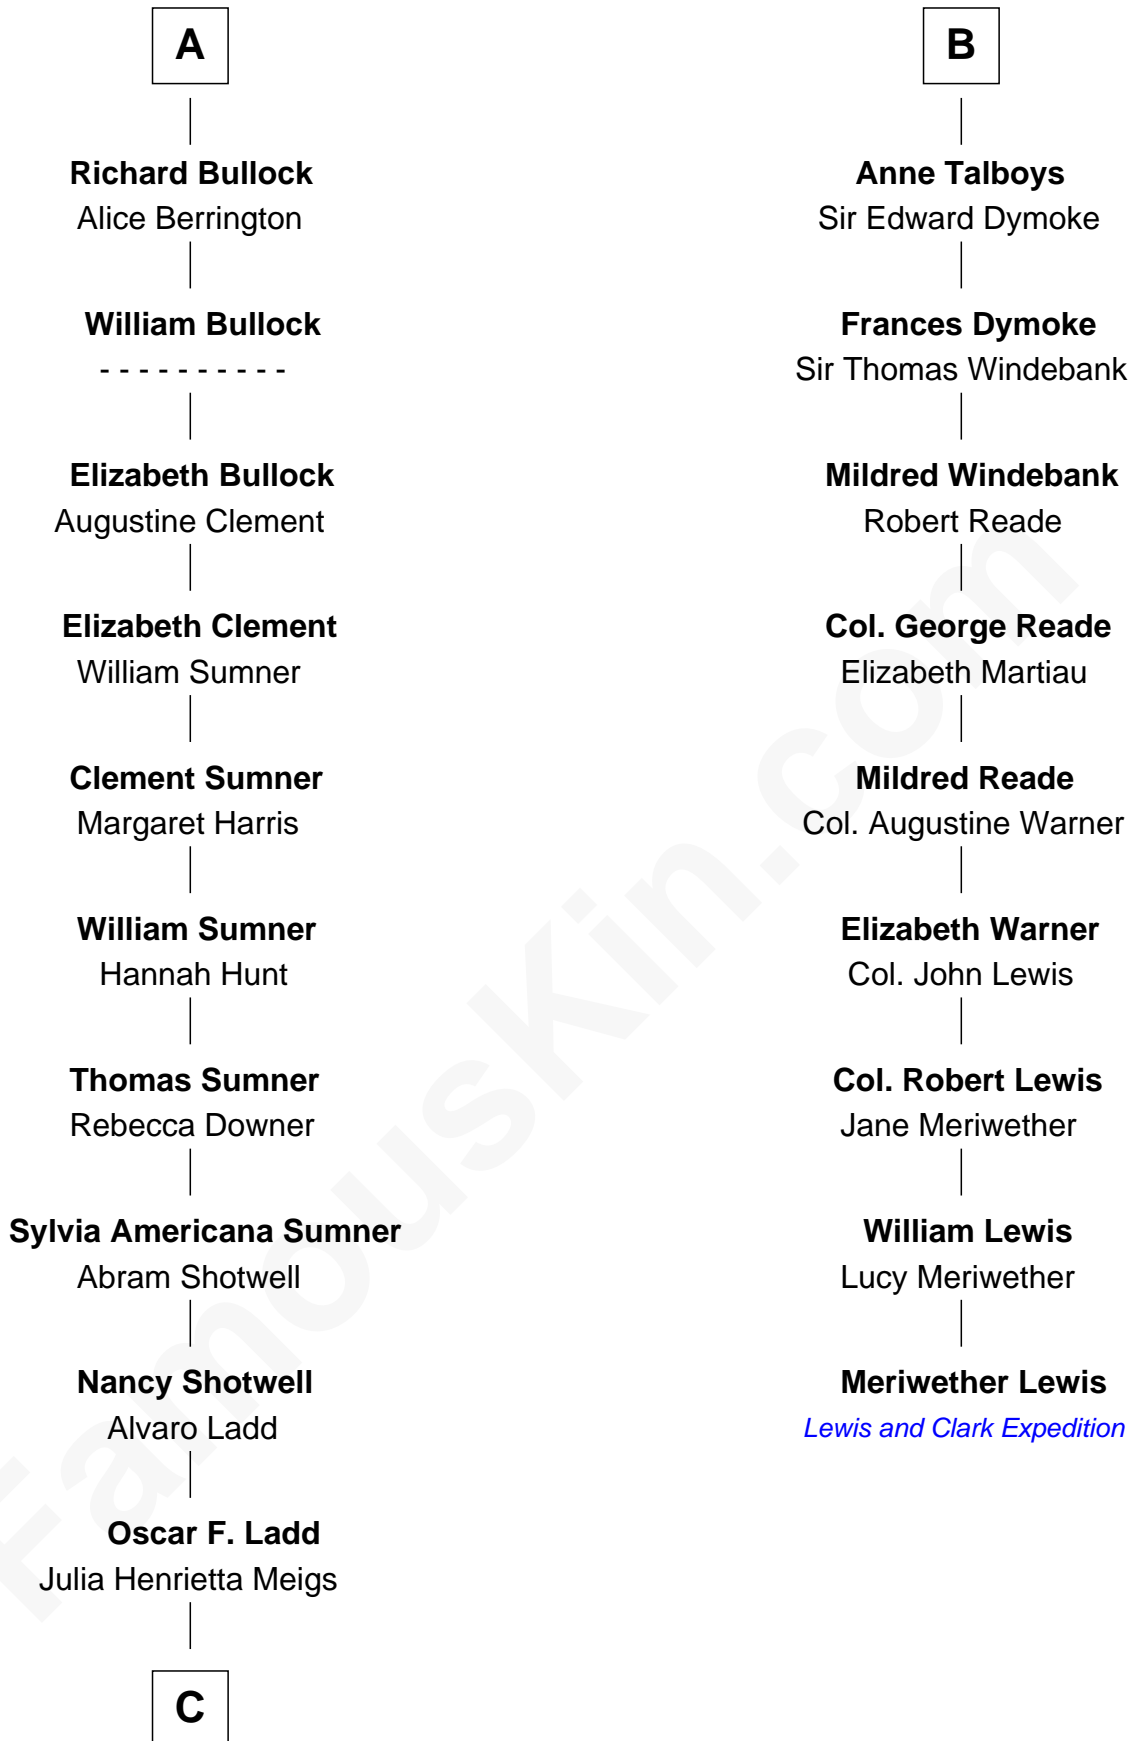 A
Richard Bullock
Alice Berrington
William Bullock
- - - - - - - - - -
Elizabeth Bullock
Augustine Clement
Elizabeth Clement
William Sumner
Clement Sumner
Margaret Harris
William Sumner
Hannah Hunt
Thomas Sumner
Rebecca Downer
Sylvia Americana Sumner
Abram Shotwell
Nancy Shotwell
Alvaro Ladd
Oscar F. Ladd
Julia Henrietta Meigs
C
B
Anne Talboys
Sir Edward Dymoke
Frances Dymoke
Sir Thomas Windebank
Mildred Windebank
Robert Reade
Col. George Reade
Elizabeth Martiau
Mildred Reade
Col. Augustine Warner
Elizabeth Warner
Col. John Lewis
Col. Robert Lewis
Jane Meriwether
William Lewis
Lucy Meriwether
Meriwether Lewis
Lewis and Clark Expedition
FamousKin.com